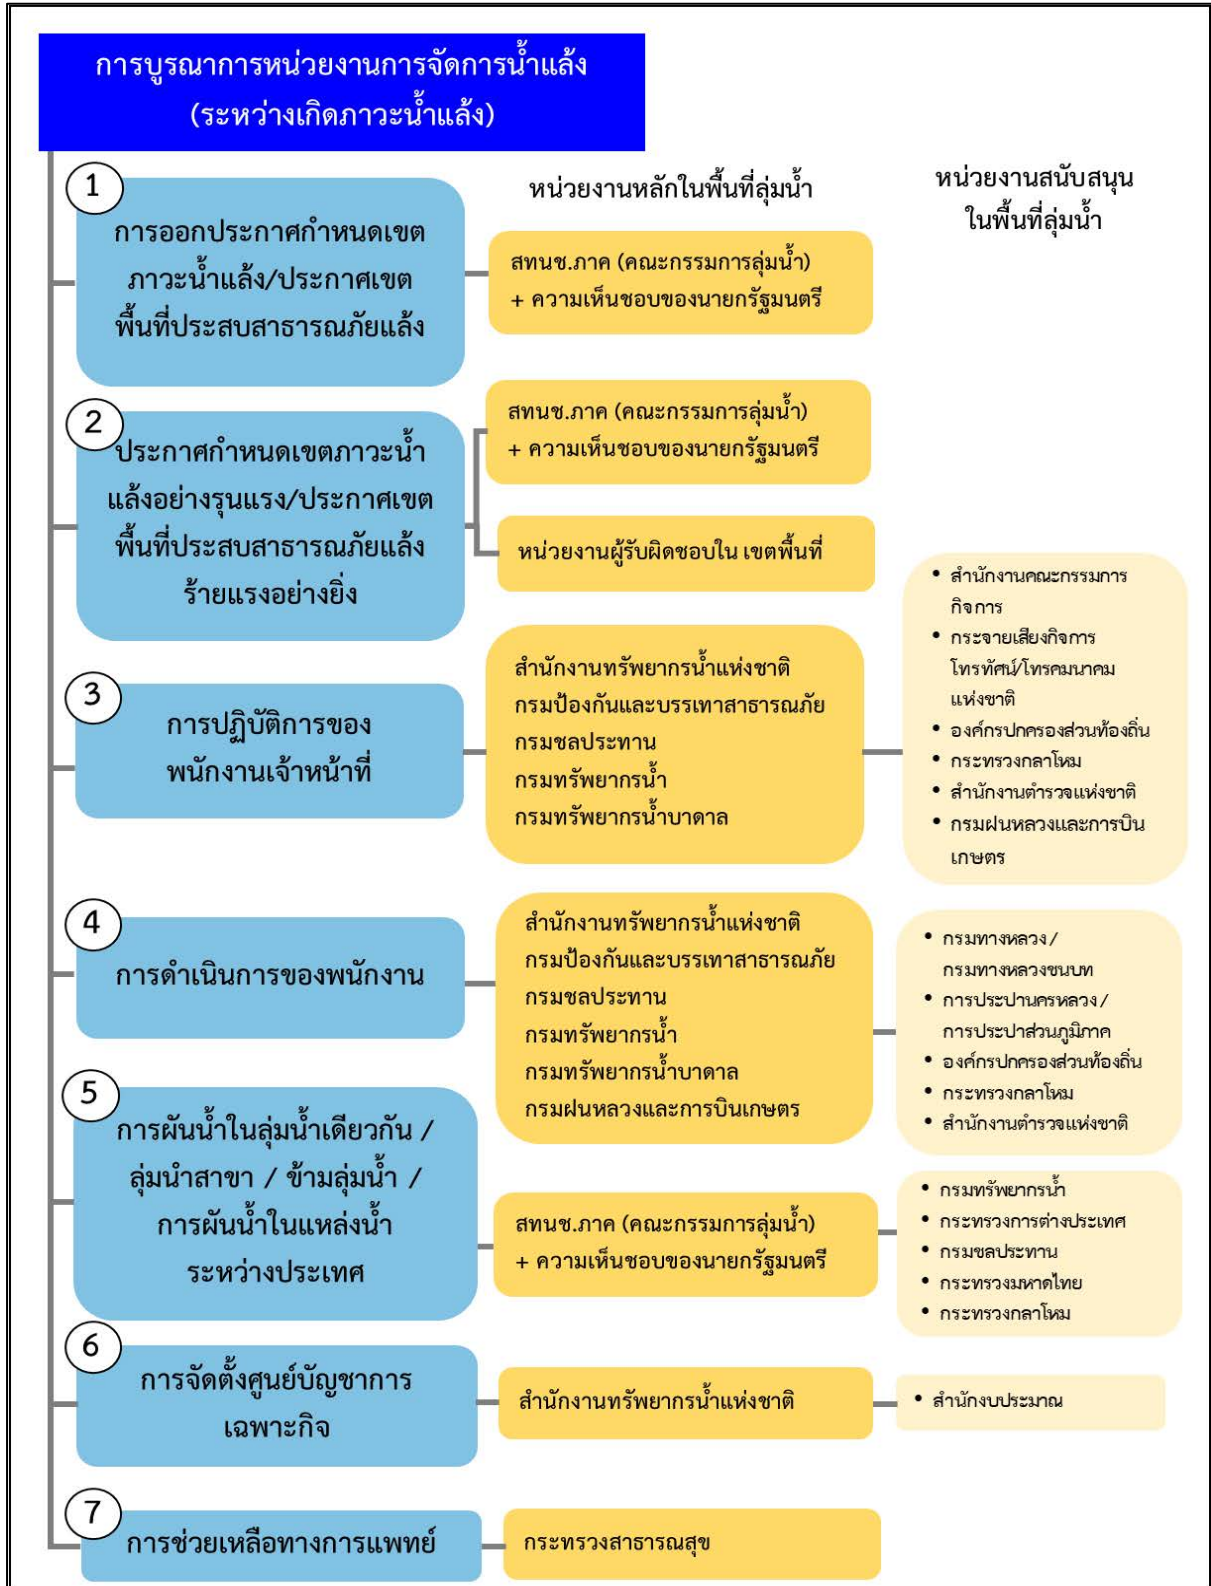 การบูรณาการหน่วยงานการจัดการน้ำแล้ง
(ระหว่างเกิดภาวะน้ำแล้ง)
หน่วยงานหลักในพื้นที่ลุ่มน้ำ
หน่วยงานสนับสนุน
ในพื้นที่ลุ่มน้ำ
1
การออกประกาศกำหนดเขต
ภาวะน้ำแล้ง/ประกาศเขต
พื้นที่ประสบสาธารณภัยแล้ง
สทนช.ภาค (คณะกรรมการลุ่มน้ำ)
+ ความเห็นชอบของนายกรัฐมนตรี
2
ประกาศกำหนดเขตภาวะน้ำ
แล้งอย่างรุนแรง/ประกาศเขต
พื้นที่ประสบสาธารณภัยแล้ง
ร้ายแรงอย่างยิ่ง
สทนช.ภาค (คณะกรรมการลุ่มน้ำ)
+ ความเห็นชอบของนายกรัฐมนตรี
หน่วยงานผู้รับผิดชอบใน เขตพื้นที่
3
การปฏิบัติการของ
พนักงานเจ้าหน้าที่
สำนักงานทรัพยากรน้ำแห่งชาติ
กรมป้องกันและบรรเทาสาธารณภัย
กรมชลประทาน
กรมทรัพยากรน้ำ
กรมทรัพยากรน้ำบาดาล
• สำนักงานคณะกรรมการ
กิจการ
• กระจายเสียงกิจการ
โทรทัศน์/โทรคมนาคม
แห่งชาติ
• องค์กรปกครองส่วนท้องถิ่น
• กระทรวงกลาโหม
• สำนักงานตำรวจแห่งชาติ
• กรมฝนหลวงและการบิน
เกษตร
4
การดำเนินการของพนักงาน
สำนักงานทรัพยากรน้ำแห่งชาติ
กรมป้องกันและบรรเทาสาธารณภัย
กรมชลประทาน
กรมทรัพยากรน้ำ
กรมทรัพยากรน้ำบาดาล
กรมฝนหลวงและการบินเกษตร
• กรมทางหลวง/
กรมทางหลวงชนบท
• การประปานครหลวง/
การประปาส่วนภูมิภาค
• องค์กรปกครองส่วนท้องถิ่น
• กระทรวงกลาโหม
• สำนักงานตำรวจแห่งชาติ
5
การผันน้ำในลุ่มน้ำเดียวกัน /
ลุ่มนำสาขา / ข้ามลุ่มน้ำ /
การผันน้ำในแหล่งน้ำ
ระหว่างประเทศ
สทนช.ภาค (คณะกรรมการลุ่มน้ำ)
+ ความเห็นชอบของนายกรัฐมนตรี
• กรมทรัพยากรน้ำ
• กระทรวงการต่างประเทศ
• กรมชลประทาน
• กระทรวงมหาดไทย
• กระทรวงกลาโหม
6
การจัดตั้งศูนย์บัญชาการ
เฉพาะกิจ
สำนักงานทรัพยากรน้ำแห่งชาติ
• สำนักงบประมาณ
7
การช่วยเหลือทางการแพทย์
กระทรวงสาธารณสุข